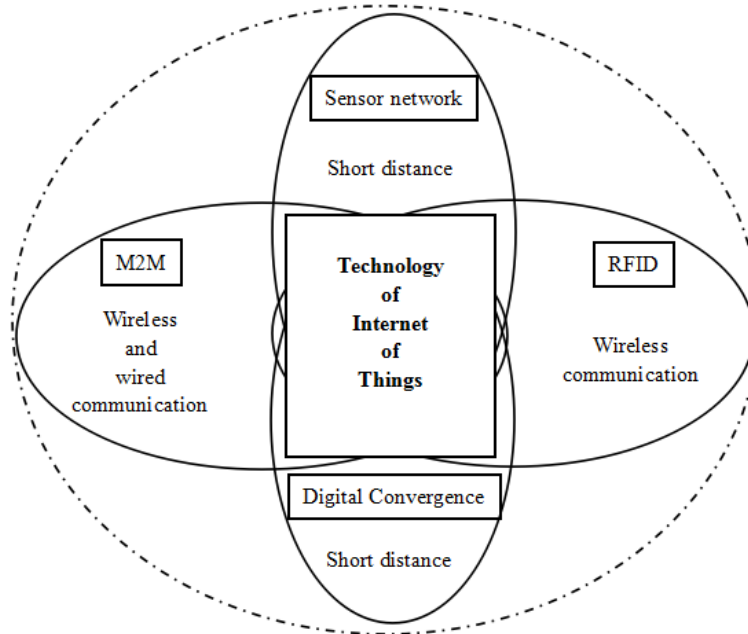 Sensor network
Short distance
M2M
Wireless
and
wired
communication
Technology
of
Internet
of
Things
RFID
Wireless
communication
Digital Convergence
Short distance